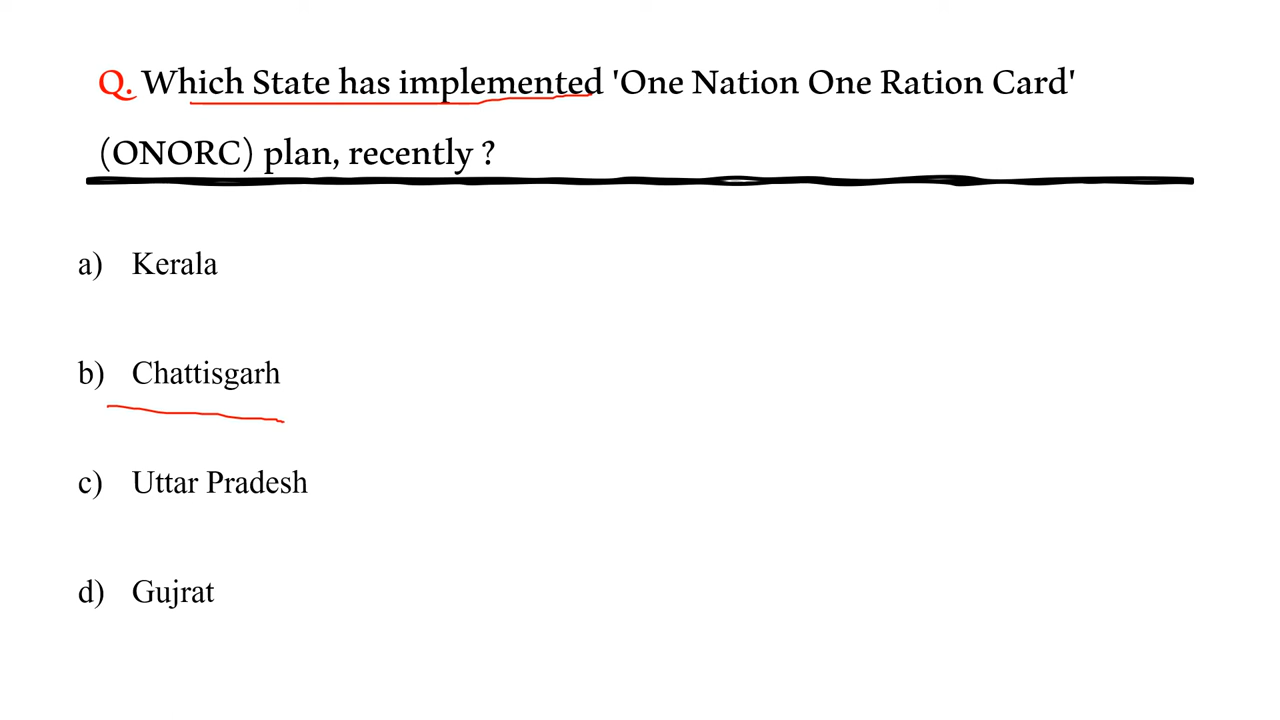 Q. Which State has implemented 'One Nation One Ration Card'
(ONORC) plan, recently ?
a) Kerala
b) Chattisgarh
c) Uttar Pradesh
d) Gujrat